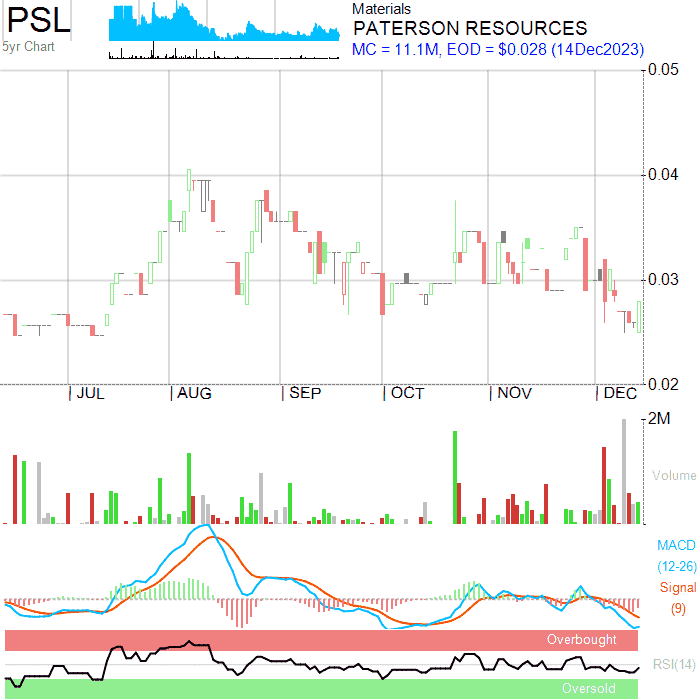 PSL
5yr Chart
Materials
PATERSON RESOURCES
MC = 11.1M, EOD = $0.028 (14Dec2023)
0.05
0.04
0.03
0.02
JUL AUG SEP OCT NOV DEC
2M
Volume
MACD
(12-26)
Signal
(9)
Overbought
RSI(14)
Oversold